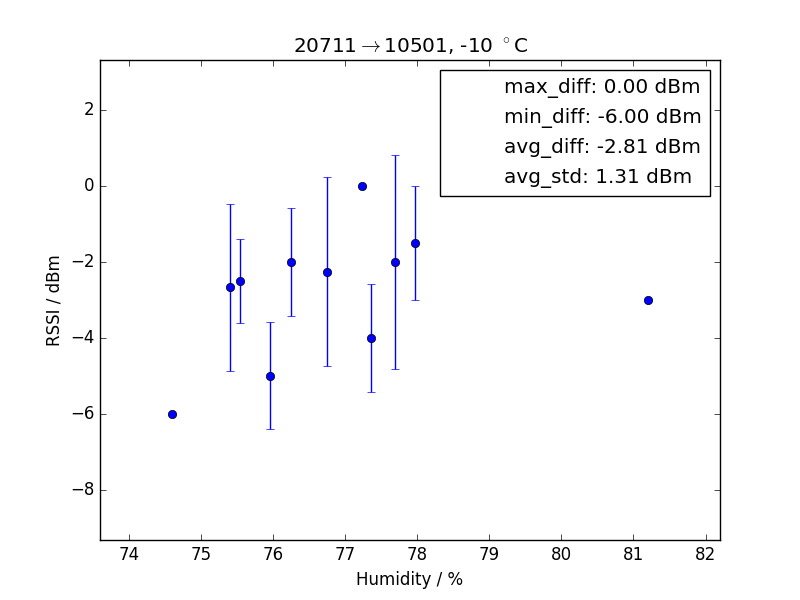 20711→10501, -10 °C
max_diff: 0.00 dBm
min_diff: -6.00 dBm
avg_diff: -2.81 dBm
avg_std: 1.31 dBm
RSSI / dBm
2
0
−2
−4
−6
−8
74 75 76 77 78 79 80 81 82
Humidity / %